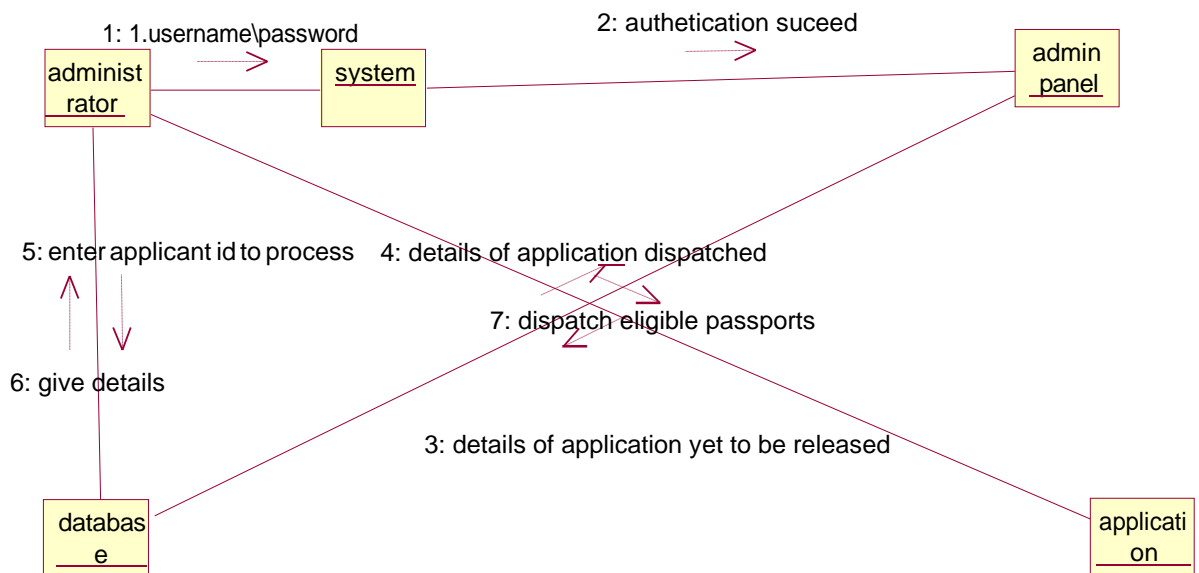 1: 1.username\password
2: authetication suceed
administ
rator
system
admin
panel
5: enter applicant id to process
4: details of application dispatched
7: dispatch eligible passports
6: give details
3: details of application yet to be released
databas
e
applicati
on